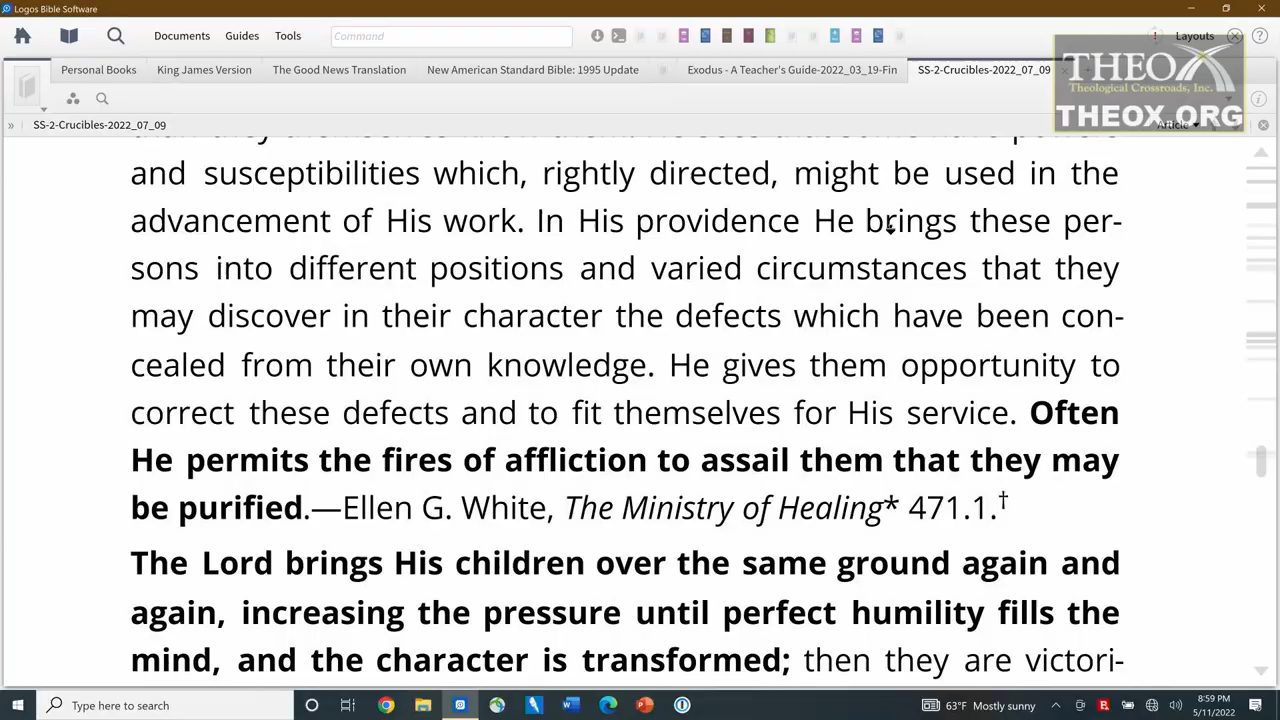 Logos Bible Software
Documents Guides Tools Command Layouts
Personal Books King James Version The Good News Translation New American Standard Bible: 1995 Update Exodus - A Teacher's Guide-2022_03_19-Fin SS-2-Crucibles-2022_07_09
THEOX
Theological Crossroads, Inc.
THEOX.ORG
SS-2-Crucibles-2022_07_09 Article
and susceptibilities which, rightly directed, might be used in the
advancement of His work. In His providence He brings these per-
sons into different positions and varied circumstances that they
may discover in their character the defects which have been con-
cealed from their own knowledge. He gives them opportunity to
correct these defects and to fit themselves for His service. Often
He permits the fires of affliction to assail them that they may
be purified.—Ellen G. White, The Ministry of Healing* 471.1.†
The Lord brings His children over the same ground again and
again, increasing the pressure until perfect humility fills the
mind, and the character is transformed; then they are victori-
Type here to search
63°F Mostly sunny
8:59 PM
5/11/2022